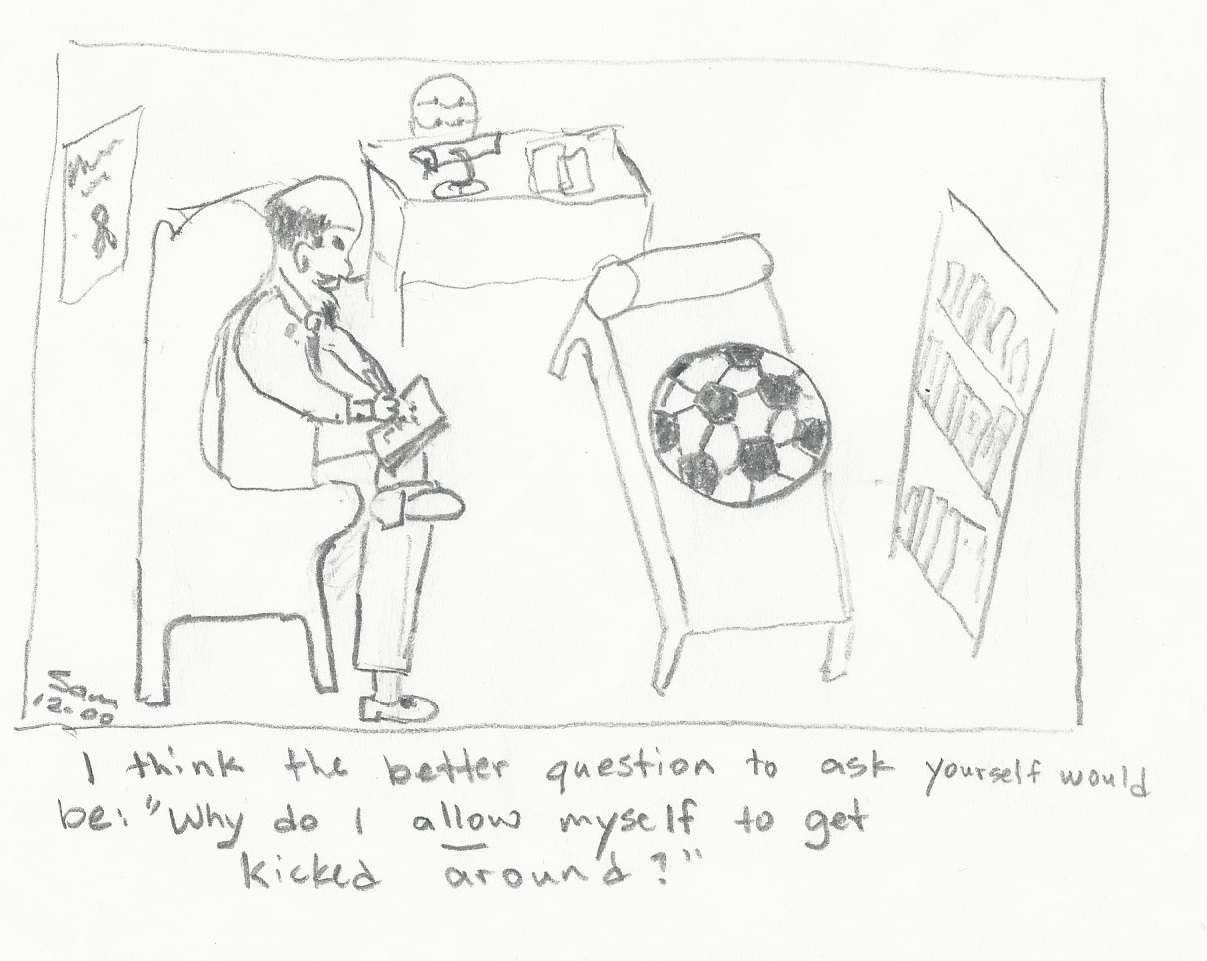 Sam
12.00
I think the better question to ask yourself would
be: "Why do I allow myself to get
kicked around?"